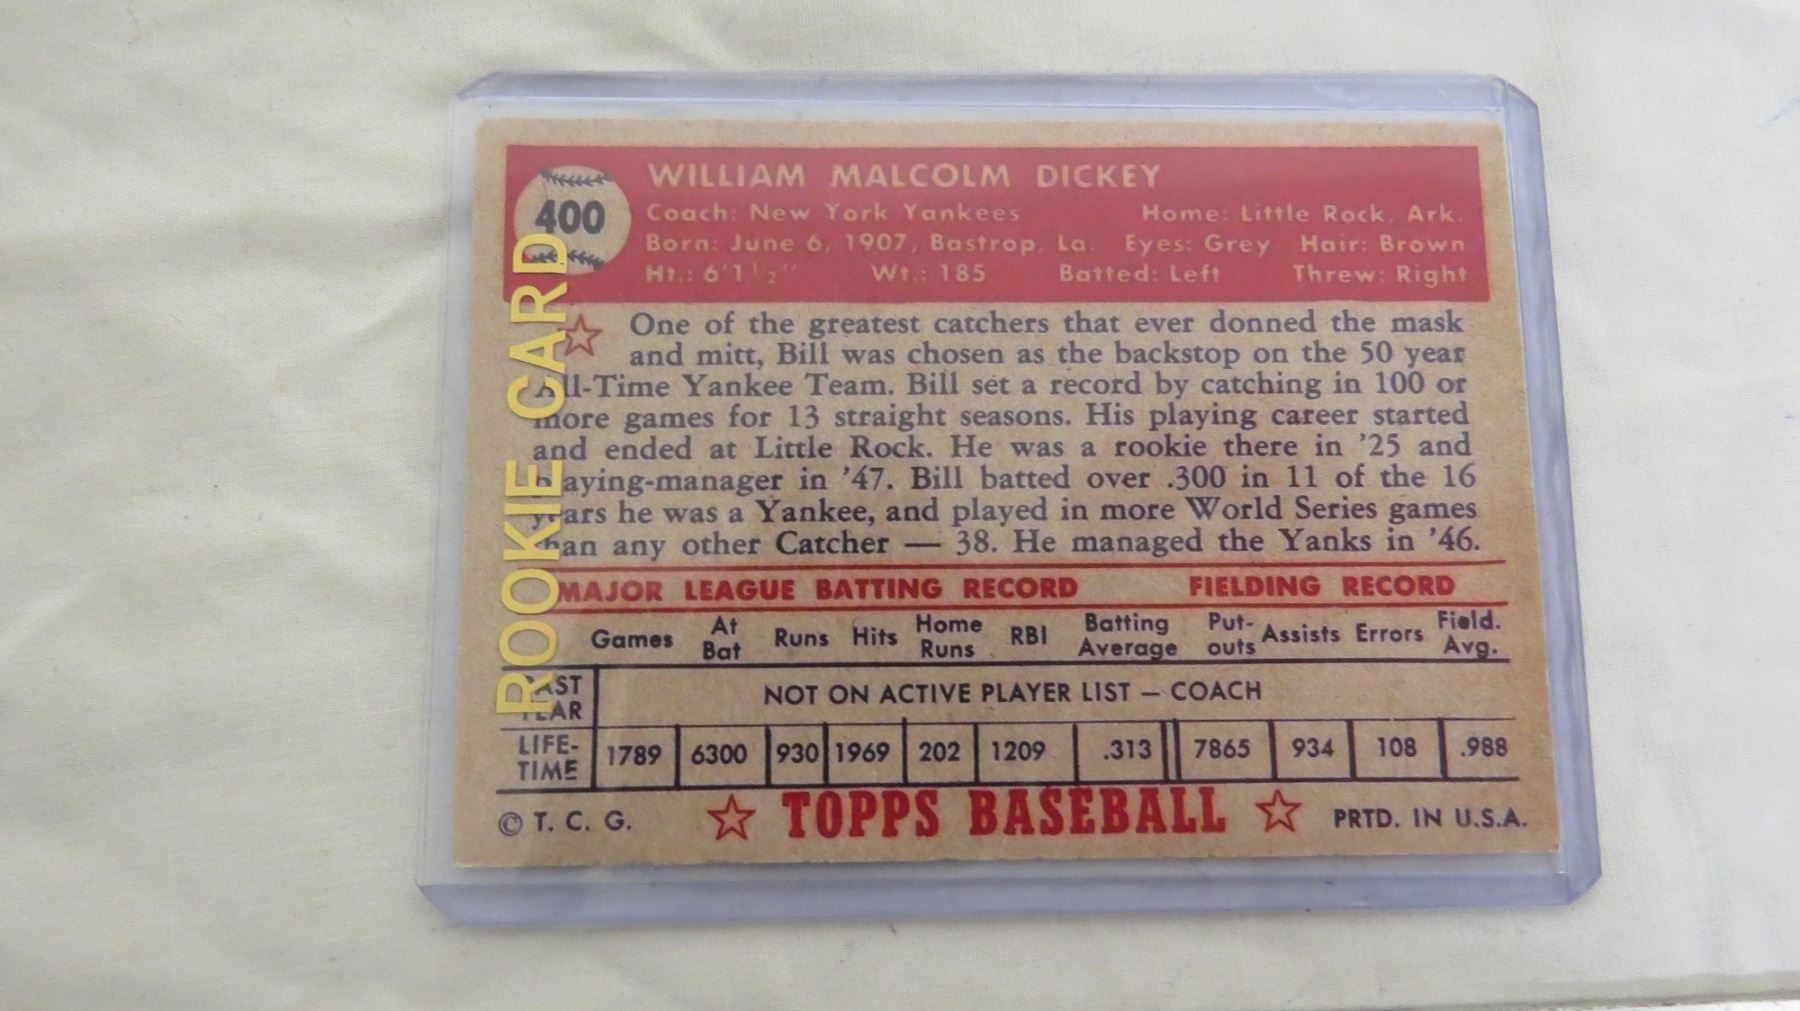 400
WILLIAM MALCOLM DICKEY
Coach: New York Yankees Home: Little Rock, Ark.
Born: June 6, 1907, Bastrop, La. Eyes: Grey Hair: Brown
Ht.: 6'1 1/2" Wt.: 185 Batted: Left Threw: Right
One of the greatest catchers that ever donned the mask
and mitt, Bill was chosen as the backstop on the 50 year
All-Time Yankee Team. Bill set a record by catching in 100 or
more games for 13 straight seasons. His playing career started
and ended at Little Rock. He was a rookie there in '25 and
playing-manager in '47. Bill batted over .300 in 11 of the 16
years he was a Yankee, and played in more World Series games
than any other Catcher — 38. He managed the Yanks in '46.
MAJOR LEAGUE BATTING RECORD FIELDING RECORD
Games At Bat Runs Hits Home Runs RBI Batting Average Put-outs Assists Errors Field. Avg.
PAST YEAR NOT ON ACTIVE PLAYER LIST — COACH
LIFE-TIME 1789 6300 930 1969 202 1209 .313 7865 934 108 .988
© T. C. G. TOPPS BASEBALL PRTD. IN U.S.A.
ROOKIE CARD